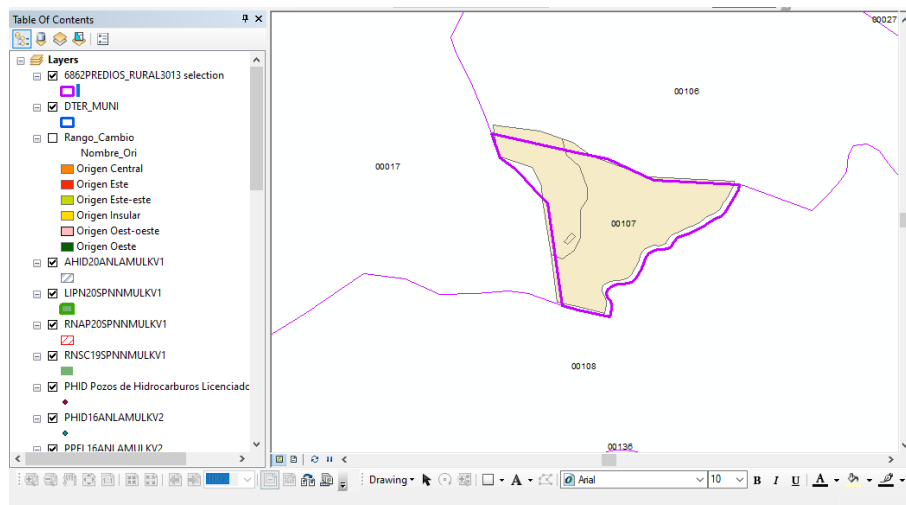 Table Of Contents
Layers
6862PREDIOS_RURAL3013 selection
DTER_MUNI
Rango_Cambio
Nombre_Ori
Origen Central
Origen Este
Origen Este-este
Origen Insular
Origen Oest-oeste
Origen Oeste
AHID20ANLAMULKV1
LIPN20SPNNMULKV1
RNAP20SPNNMULKV1
RNSC19SPNNMULKV1
PHID Pozos de Hidrocarburos Licenciado
PHID16ANLAMULKV2
PPEL16ANLAMULKV2
00027
00106
00017
00107
00108
00136
Drawing
A
Arial
10
B I U A